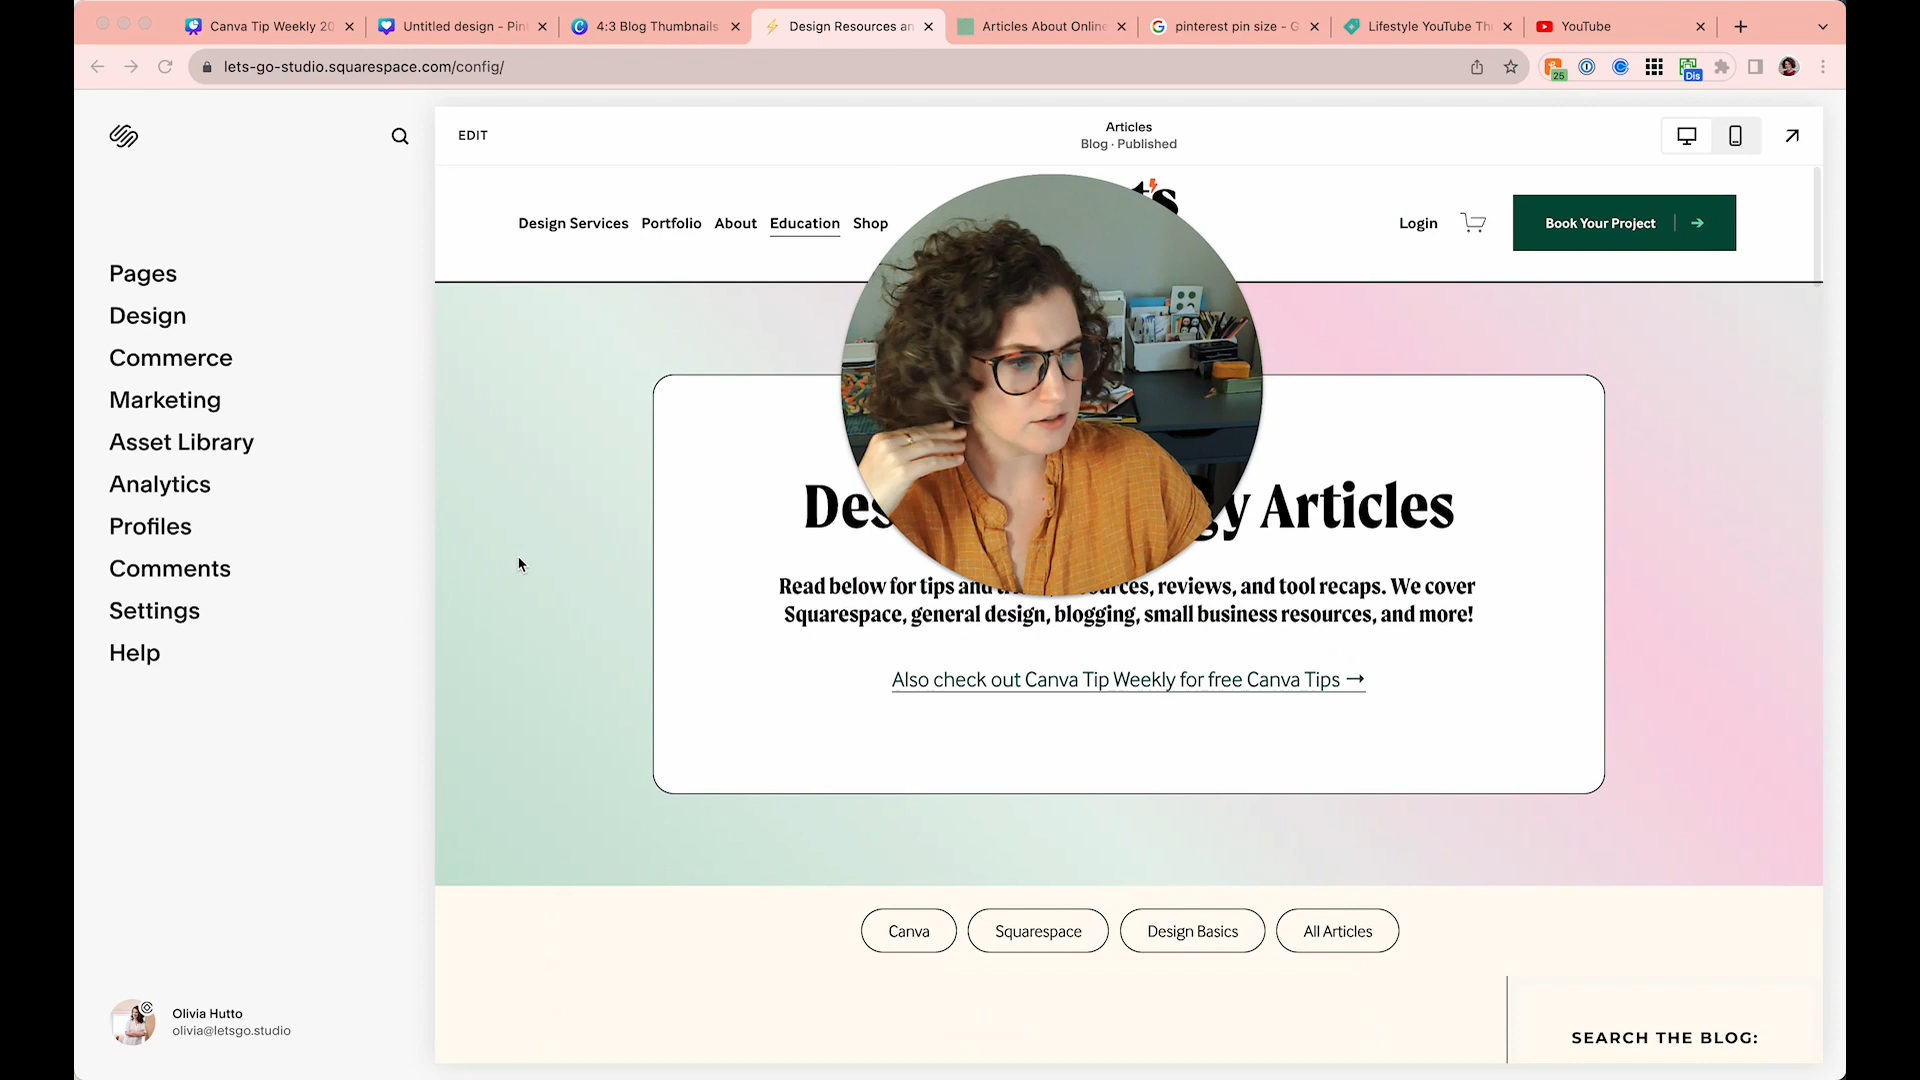 Canva Tip Weekly 20
Untitled design - Pin
4:3 Blog Thumbnails
Design Resources an
Articles About Online
pinterest pin size - G
Lifestyle YouTube Th
YouTube
lets-go-studio.squarespace.com/config/
25
Dis
EDIT
Articles
Blog · Published
Design Services
Portfolio
About
Education
Shop
Login
Book Your Project
Pages
Design
Commerce
Marketing
Asset Library
Analytics
Profiles
Comments
Settings
Help
Articles
Read below for tips and reviews, and tool recaps. We cover
Squarespace, general design, blogging, small business resources, and more!
Also check out Canva Tip Weekly for free Canva Tips →
Canva
Squarespace
Design Basics
All Articles
SEARCH THE BLOG:
Olivia Hutto
olivia@letsgo.studio